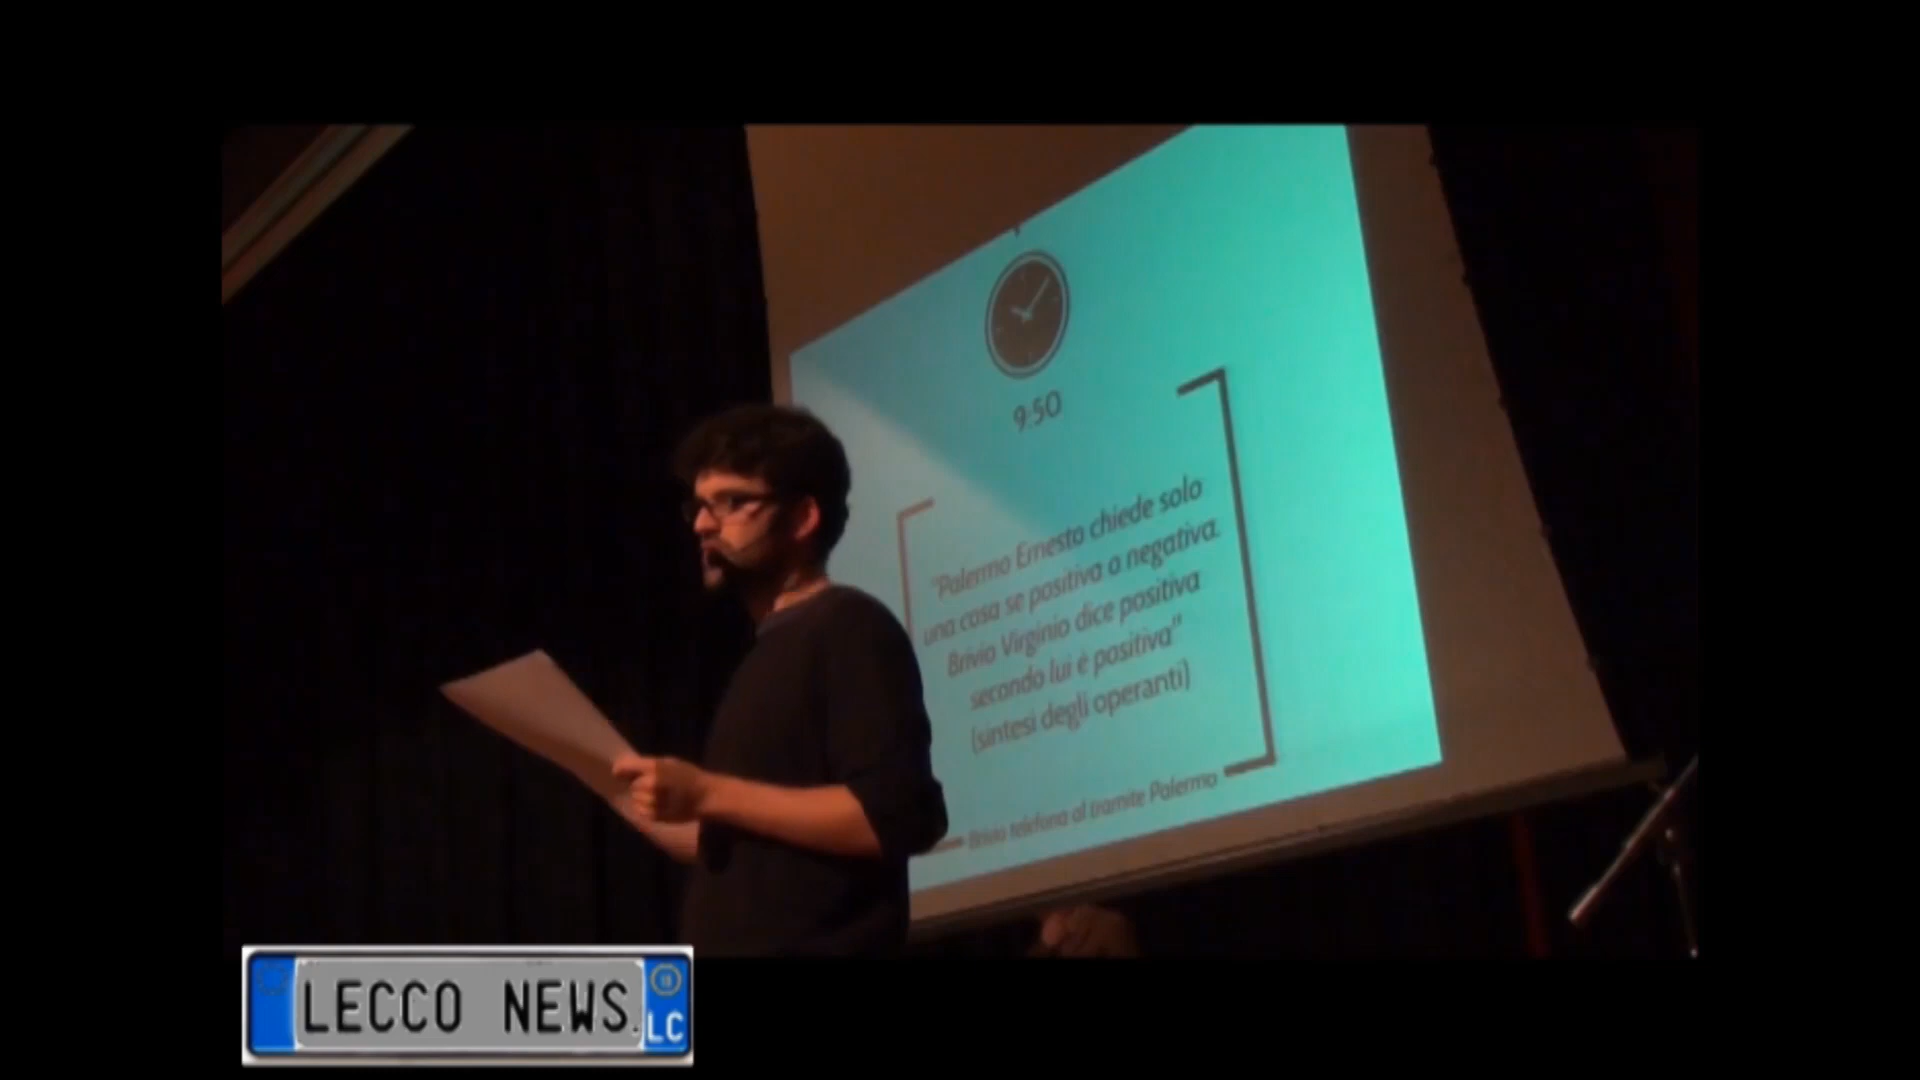 9:50
"Palermo Ernesto chiede solo
una cosa se positiva o negativa.
Brivio Virginio dice positiva
secondo lui è positiva"
(sintesi degli operanti)
Brivio telefona al tramite Palermo
LECCO NEWS.
LC